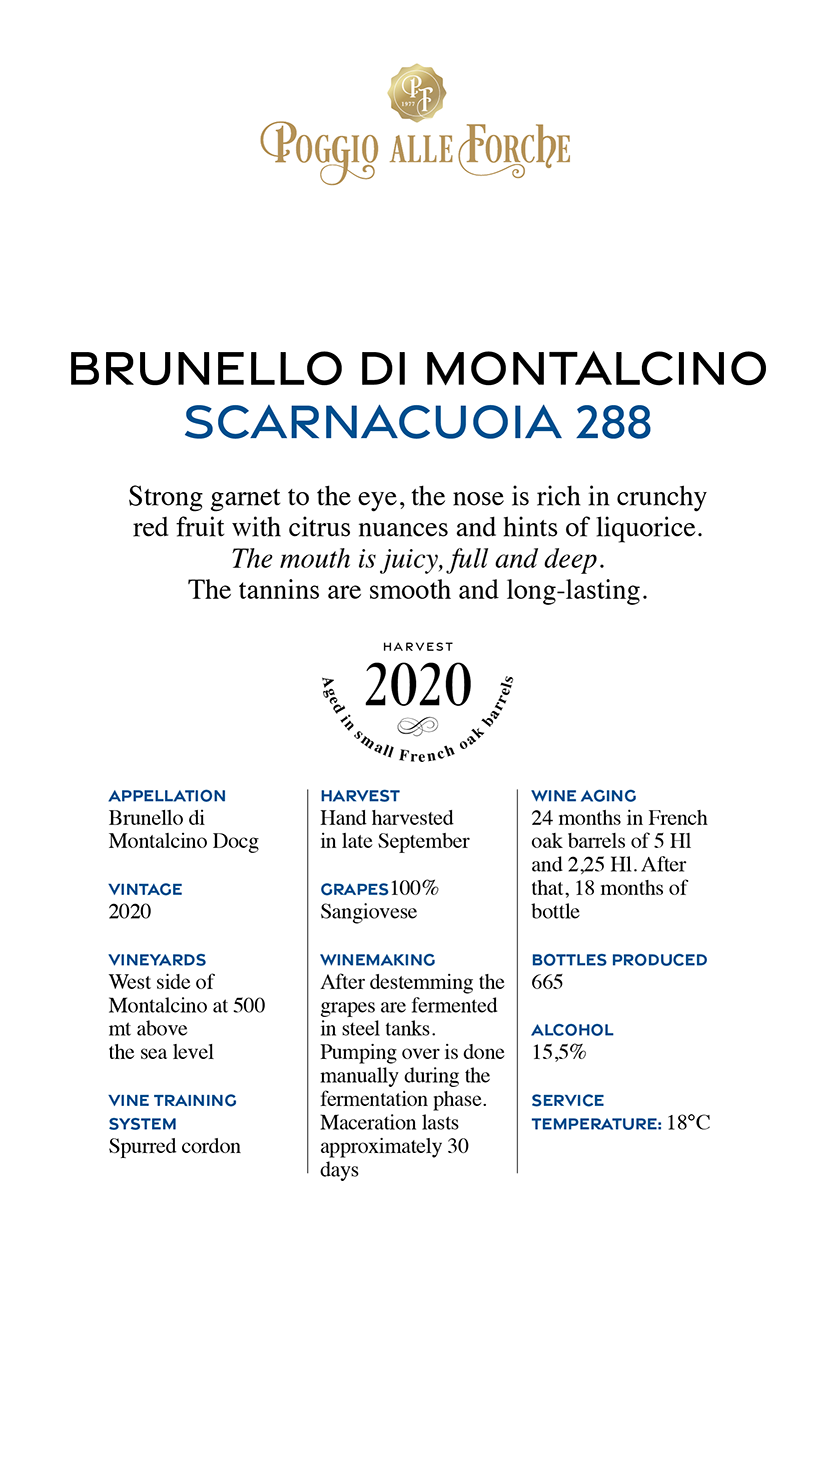 PF
1977
POGGIO ALLE FORCHE
BRUNELLO DI MONTALCINO
SCARNACUOIA 288
Strong garnet to the eye, the nose is rich in crunchy
red fruit with citrus nuances and hints of liquorice.
The mouth is juicy, full and deep.
The tannins are smooth and long-lasting.
HARVEST
2020
Aged in small French oak barrels
APPELLATION
Brunello di
Montalcino Docg
VINTAGE
2020
VINEYARDS
West side of
Montalcino at 500
mt above
the sea level
VINE TRAINING
SYSTEM
Spurred cordon
HARVEST
Hand harvested
in late September
GRAPES100%
Sangiovese
WINEMAKING
After destemming the
grapes are fermented
in steel tanks.
Pumping over is done
manually during the
fermentation phase.
Maceration lasts
approximately 30
days
WINE AGING
24 months in French
oak barrels of 5 Hl
and 2,25 Hl. After
that, 18 months of
bottle
BOTTLES PRODUCED
665
ALCOHOL
15,5%
SERVICE
TEMPERATURE: 18°C